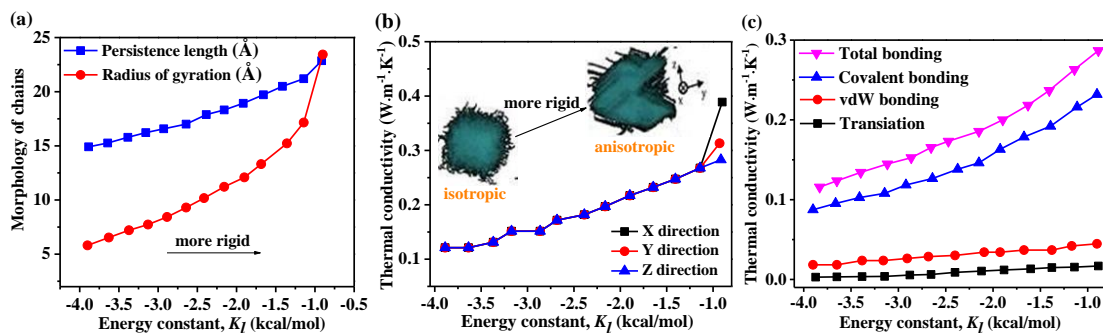 (a)
25
20
15
10
5
Morphology of chains
Persistence length (Å)
Radius of gyration (Å)
more rigid
-4.0 -3.5 -3.0 -2.5 -2.0 -1.5 -1.0 -0.5
Energy constant, K_I (kcal/mol)
(b)
0.5
0.4
0.3
0.2
0.1
Thermal conductivity (W·m⁻¹·K⁻¹)
more rigid
z
y
x
anisotropic
isotropic
X direction
Y direction
Z direction
-4.0 -3.5 -3.0 -2.5 -2.0 -1.5 -1.0
Energy constant, K_I (kcal/mol)
(c)
0.3
0.2
0.1
0.0
Thermal conductivity (W·m⁻¹·K⁻¹)
Total bonding
Covalent bonding
vdW bonding
Transiation
-4.0 -3.5 -3.0 -2.5 -2.0 -1.5 -1.0
Energy constant, K_I (kcal/mol)